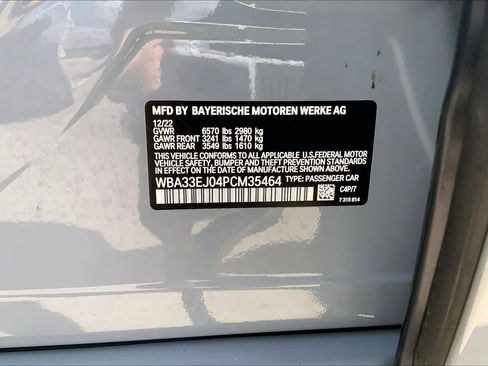 MFD BY BAYERISCHE MOTOREN WERKE AG
12/22
GVWR 6570 lbs 2980 kg
GAWR FRONT 3241 lbs 1470 kg
GAWR REAR 3549 lbs 1610 kg
THIS VEHICLE CONFORMS TO ALL APPLICABLE U.S.FEDERAL MOTOR
VEHICLE SAFETY, BUMPER, AND THEFT PREVENTION STANDARDS
IN EFFECT ON THE DATE OF MANUFACTURE SHOWN ABOVE.
WBA33EJ04PCM35464 TYPE: PASSENGER CAR
C4P/7
7 315 914